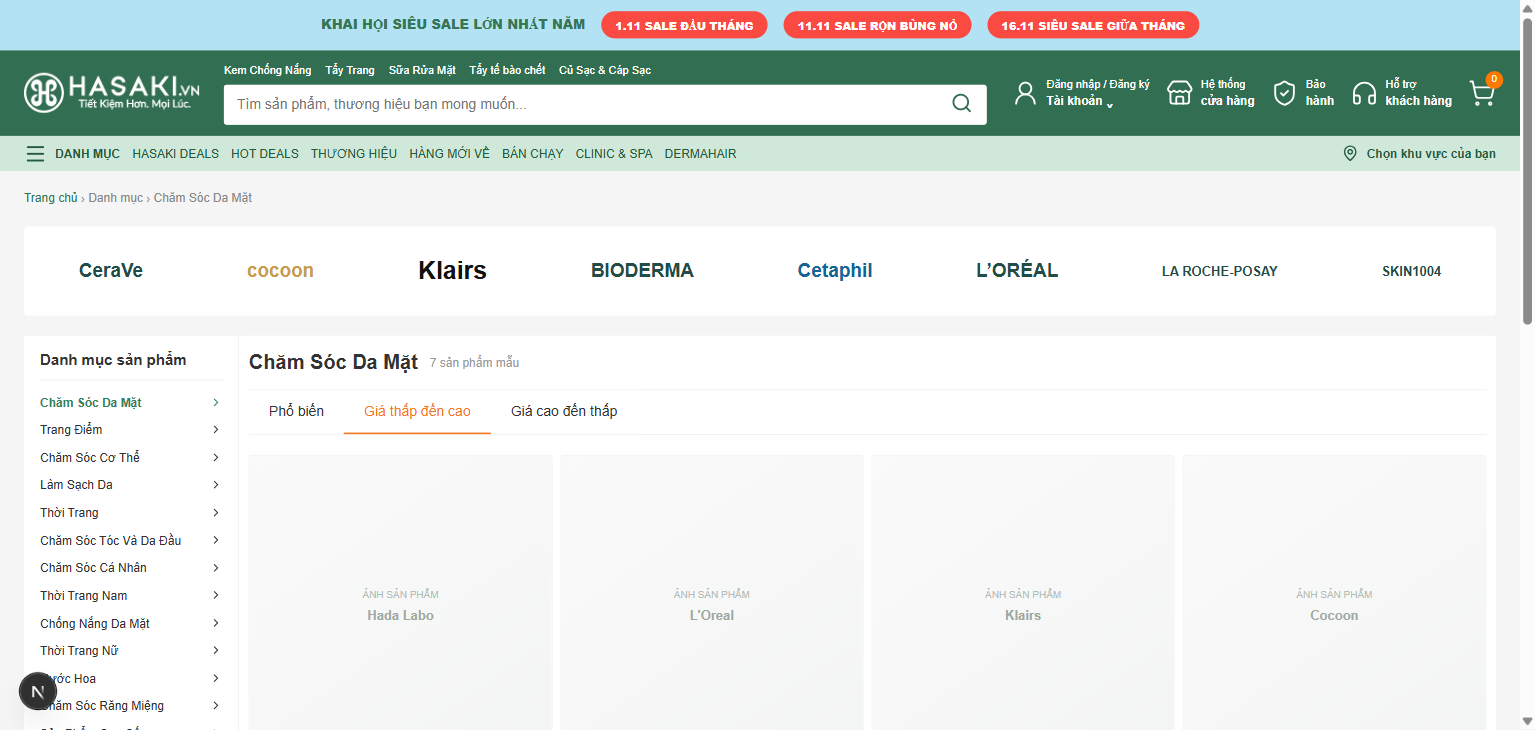 KHAI HỘI SIÊU SALE LỚN NHẤT NĂM 1.11 SALE ĐẦU THÁNG 11.11 SALE RỘN BÙNG NỔ 16.11 SIÊU SALE GIỮA THÁNG
Kem Chống Nắng Tẩy Trang Sữa Rửa Mặt Tẩy tế bào chết Củ Sạc & Cáp Sạc
HASAKI.VN
Tiết Kiệm Hơn. Mọi Lúc.
Tìm sản phẩm, thương hiệu bạn mong muốn...
Đăng nhập / Đăng ký
Tài khoản
Hệ thống
cửa hàng
Bảo
hành
Hỗ trợ
khách hàng
0
DANH MỤC HASAKI DEALS HOT DEALS THƯƠNG HIỆU HÀNG MỚI VỀ BÁN CHẠY CLINIC & SPA DERMAHAIR Chọn khu vực của bạn
Trang chủ › Danh mục › Chăm Sóc Da Mặt
CeraVe cocoon Klairs BIODERMA Cetaphil L’ORÉAL LA ROCHE-POSAY SKIN1004
Danh mục sản phẩm
Chăm Sóc Da Mặt
Trang Điểm
Chăm Sóc Cơ Thể
Làm Sạch Da
Thời Trang
Chăm Sóc Tóc Và Da Đầu
Chăm Sóc Cá Nhân
Thời Trang Nam
Chống Nắng Da Mặt
Thời Trang Nữ
N
Chăm Sóc Da Mặt 7 sản phẩm mẫu
Phổ biến Giá thấp đến cao Giá cao đến thấp
ẢNH SẢN PHẨM
Hada Labo
ẢNH SẢN PHẨM
L'Oreal
ẢNH SẢN PHẨM
Klairs
ẢNH SẢN PHẨM
Cocoon
Hoa
Chăm Sóc Răng Miệng